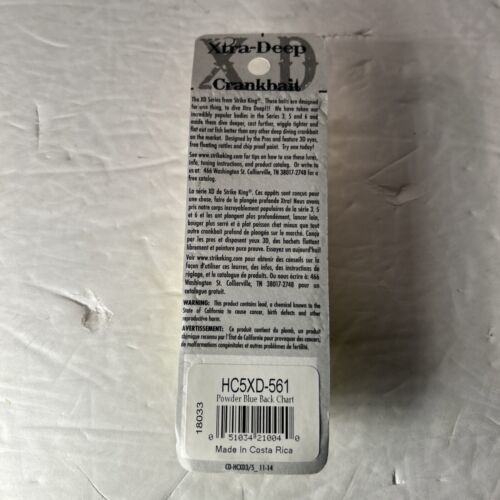 Xtra-Deep
XD
Crankbait
The XD Series from Strike King®. These baits are designed
for one thing, to dive Xtra Deep!!! We have taken our
incredibly popular bodies in the Series 3, 5 and 6 and
made them dive deeper, cast further, wiggle tighter and
flat out cat fish better than any other deep diving crankbait
on the market. Designed by the Pros and feature 3D eyes,
free floating rattles and chip proof paint. Try one today!
See www.strikeking.com for tips on how to use these lures,
info, tuning instructions, and product catalog. Or write to
us at: 466 Washington St. Collierville, TN 38017-2748 for a
free catalog.
La série XD de Strike King®. Ces appâts sont conçus pour
une chose, faire de la plongée profonde Xtra! Nous avons
pris notre corps incroyablement populaires de la série 3, 5
et 6 et les ont plongent plus profondément, lancer loin,
bouger plus serré et à plat poissen chat mieux que tout
autre crankbait profond de plongée sur le marché. Conçu
par les pros et disposent yeux 3D, des hochets flottant
librement et peinture puce preuve. Essayez un aujourd'hui!
Voir www.strikeking.com pour obtenir des conseils sur la
façon d'utiliser ces leurres, des infos, des instructions de
réglage, et le catalogue de produits. Ou nous écrire à: 466
Washington St. Collierville, TN 38017-2748 pour un
catalogue gratuit.
WARNING: This product contains lead, a chemical known to the
State of California to cause cancer, birth defects and other
reproductive harm.
AVERTISSEMENT: Ce produit contient du plomb, un produit
chimique reconnu par l'État de Californie pour provoquer des cancers,
de malformations congénitales et autres problèmes de fertilité.
HC5XD-561
Powder Blue Back Chart
18033
0 51034 21004 0
Made in Costa Rica
CD-HCXD3/5_ 11-14